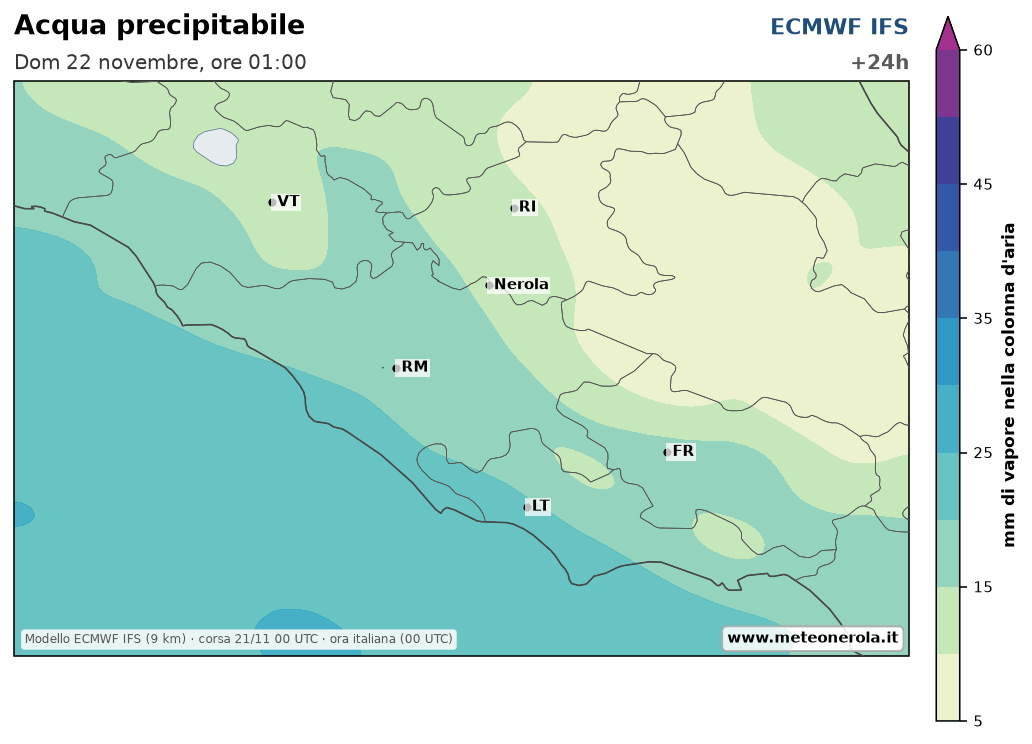 Acqua precipitabile
ECMWF IFS
Dom 22 novembre, ore 01:00
+24h
60
45
35
25
15
5
mm di vapore nella colonna d'aria
VT
RI
Nerola
RM
FR
LT
Modello ECMWF IFS (9 km) · corsa 21/11 00 UTC · ora italiana (00 UTC)
www.meteonerola.it